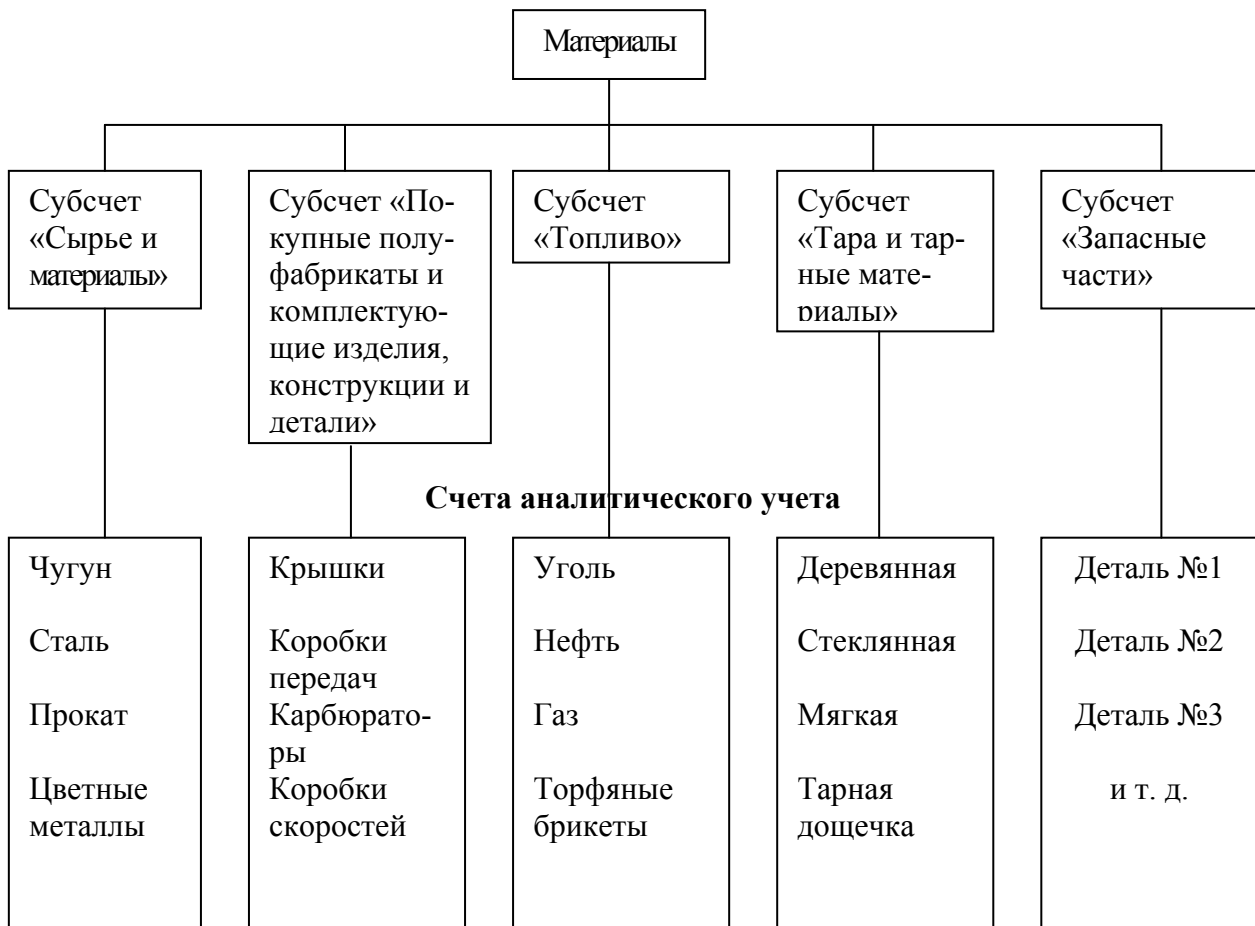 Материалы
Субсчет
«Сырье и
материалы»
Субсчет «По-
купные полу-
фабрикаты и
комплектую-
щие изделия,
конструкции и
детали»
Субсчет
«Топливо»
Субсчет
«Тара и тар-
ные мате-
риалы»
Субсчет
«Запасные
части»
Счета аналитического учета
Чугун
Сталь
Прокат
Цветные
металлы
Крышки
Коробки
передач
Карбюрато-
ры
Коробки
скоростей
Уголь
Нефть
Газ
Торфяные
брикеты
Деревянная
Стеклянная
Мягкая
Тарная
дощечка
Деталь №1
Деталь №2
Деталь №3
и т. д.